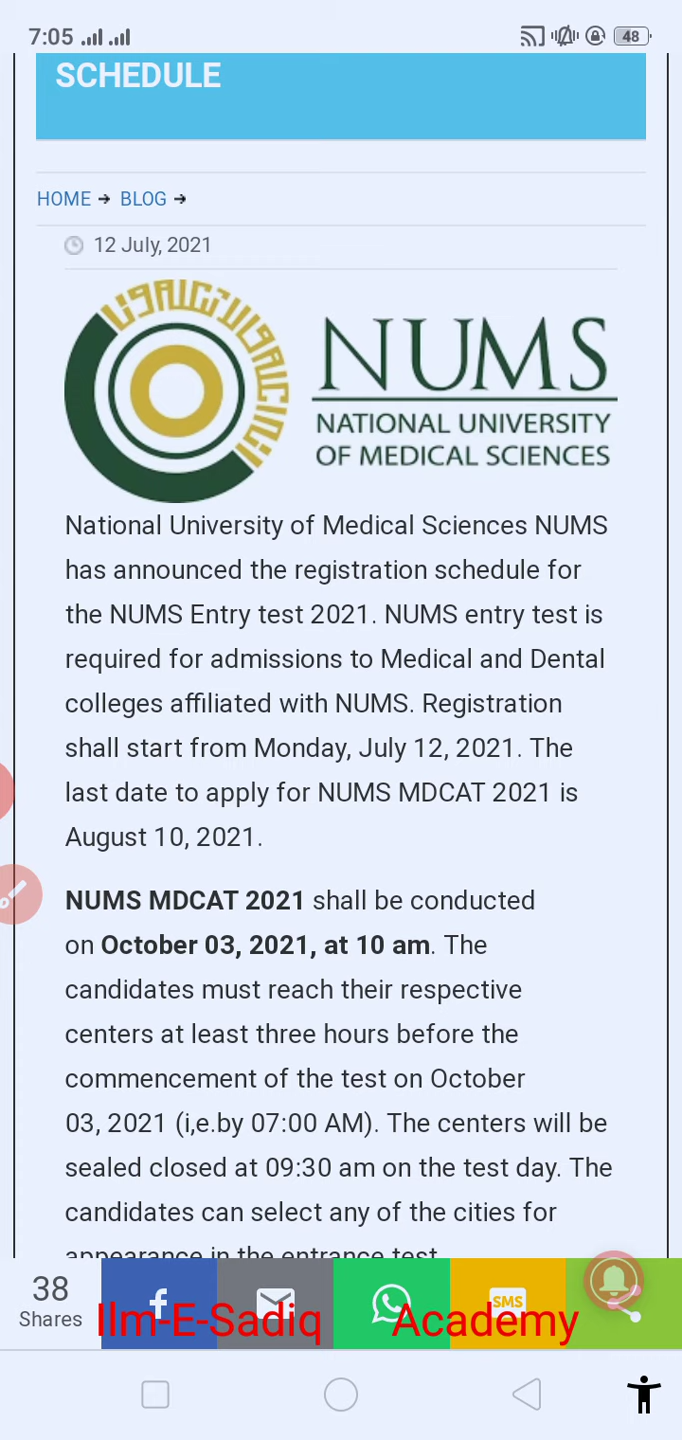 7:05
48
SCHEDULE
HOME → BLOG →
12 July, 2021
NUMS
NATIONAL UNIVERSITY
OF MEDICAL SCIENCES
National University of Medical Sciences NUMS
has announced the registration schedule for
the NUMS Entry test 2021. NUMS entry test is
required for admissions to Medical and Dental
colleges affiliated with NUMS. Registration
shall start from Monday, July 12, 2021. The
last date to apply for NUMS MDCAT 2021 is
August 10, 2021.
NUMS MDCAT 2021 shall be conducted
on October 03, 2021, at 10 am. The
candidates must reach their respective
centers at least three hours before the
commencement of the test on October
03, 2021 (i,e.by 07:00 AM). The centers will be
sealed closed at 09:30 am on the test day. The
candidates can select any of the cities for
appearance in the entrance test
38
Shares
SMS
Ilm-E-Sadiq Academy